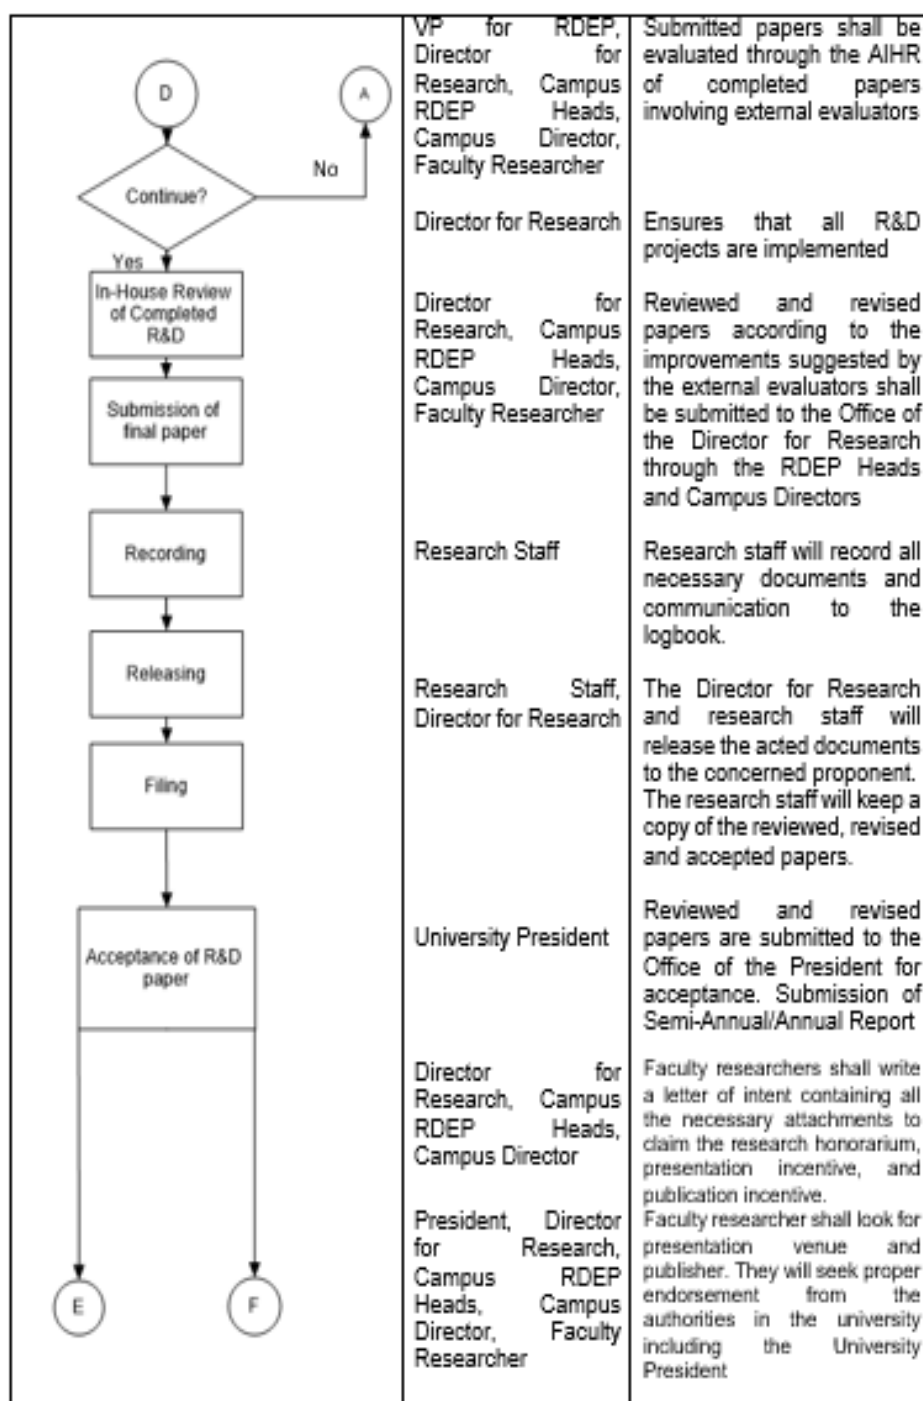 D
A
Continue?
No
Yes
In-House Review
of Completed
R&D
Submission of
final paper
Recording
Releasing
Filing
Acceptance of R&D
paper
E
F
VP for RDEP,
Director for
Research, Campus
RDEP Heads,
Campus Director,
Faculty Researcher
Director for Research
Director for
Research, Campus
RDEP Heads,
Campus Director,
Faculty Researcher
Research Staff
Research Staff,
Director for Research
University President
Director for
Research, Campus
RDEP Heads,
Campus Director
President, Director
for Research,
Campus RDEP
Heads, Campus
Director, Faculty
Researcher
Submitted papers shall be
evaluated through the AIHR
of completed papers
involving external evaluators
Ensures that all R&D
projects are implemented
Reviewed and revised
papers according to the
improvements suggested by
the external evaluators shall
be submitted to the Office of
the Director for Research
through the RDEP Heads
and Campus Directors
Research staff will record all
necessary documents and
communication to the
logbook.
The Director for Research
and research staff will
release the acted documents
to the concerned proponent.
The research staff will keep a
copy of the reviewed, revised
and accepted papers.
Reviewed and revised
papers are submitted to the
Office of the President for
acceptance. Submission of
Semi-Annual/Annual Report
Faculty researchers shall write
a letter of intent containing all
the necessary attachments to
claim the research honorarium,
presentation incentive, and
publication incentive.
Faculty researcher shall look for
presentation venue and
publisher. They will seek proper
endorsement from the
authorities in the university
including the University
President